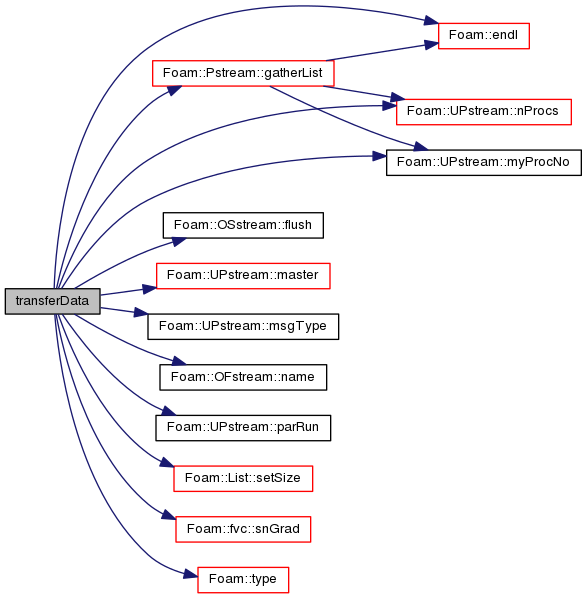 Foam::endl
Foam::Pstream::gatherList
Foam::UPstream::nProcs
Foam::UPstream::myProcNo
Foam::OSstream::flush
Foam::UPstream::master
transferData
Foam::UPstream::msgType
Foam::OFstream::name
Foam::UPstream::parRun
Foam::List::setSize
Foam::fvc::snGrad
Foam::type